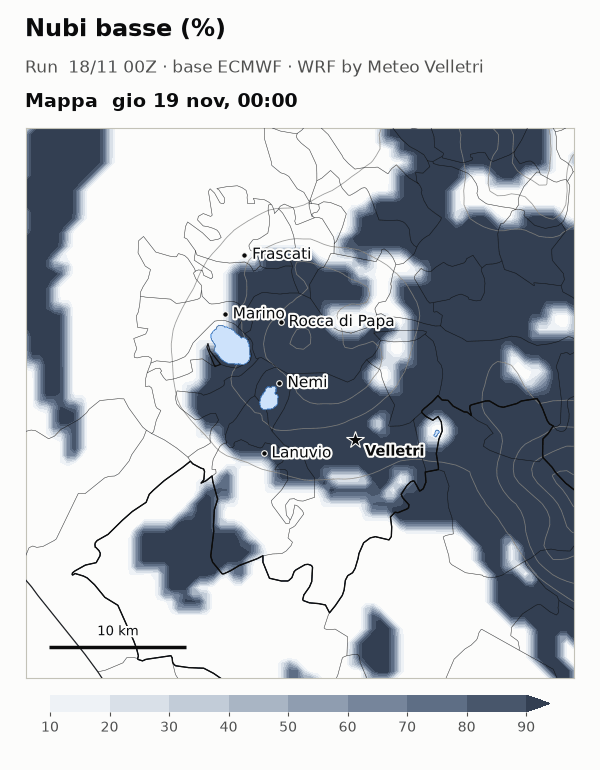 Nubi basse (%)
Run  18/11 00Z · base ECMWF · WRF by Meteo Velletri
Mappa  gio 19 nov, 00:00
Frascati
Marino
Rocca di Papa
Nemi
Velletri
Lanuvio
10 km
10 20 30 40 50 60 70 80 90